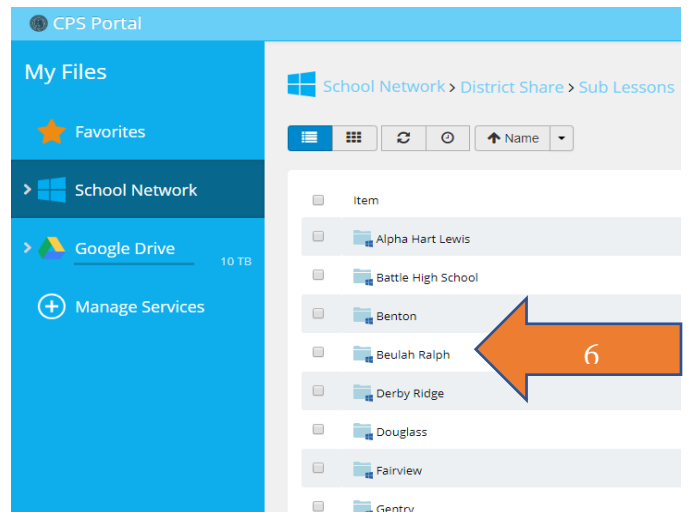 CPS Portal
My Files
Favorites
School Network
Google Drive
10 TB
Manage Services
School Network > District Share > Sub Lessons
Name
Item
Alpha Hart Lewis
Battle High School
Benton
Beulah Ralph
6
Derby Ridge
Douglass
Fairview
Gentry